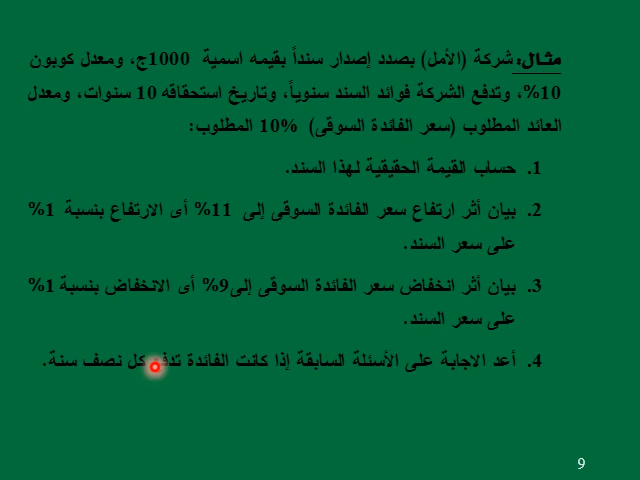 مثال: شركة (الأمل) بصدد إصدار سنداً بقيمه اسمية 1000ج، ومعدل كوبون
10%، وتدفع الشركة فوائد السند سنوياً، وتاريخ استحقاقه 10 سنوات، ومعدل
العائد المطلوب (سعر الفائدة السوقى) 10% المطلوب:
1. حساب القيمة الحقيقية لهذا السند.
2. بيان أثر ارتفاع سعر الفائدة السوقى إلى 11% أى الارتفاع بنسبة 1%
على سعر السند.
3. بيان أثر انخفاض سعر الفائدة السوقى إلى9% أى الانخفاض بنسبة 1%
على سعر السند.
4. أعد الاجابة على الأسئلة السابقة إذا كانت الفائدة تدفع كل نصف سنة.
9